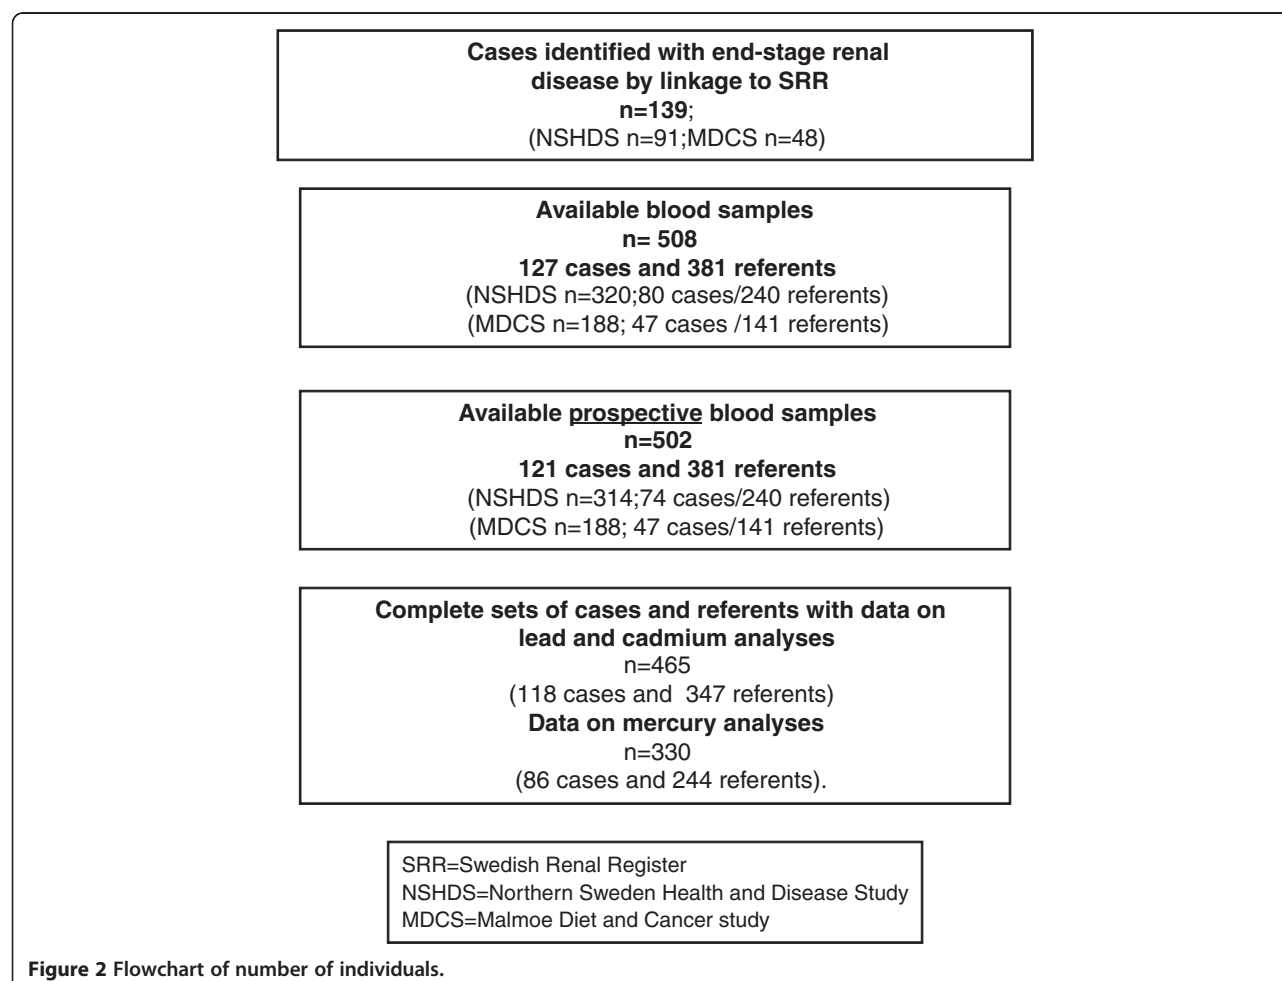 Cases identified with end-stage renal
disease by linkage to SRR
n=139;
(NSHDS n=91;MDCS n=48)
Available blood samples
n= 508
127 cases and 381 referents
(NSHDS n=320;80 cases/240 referents)
(MDCS n=188; 47 cases /141 referents)
Available prospective blood samples
n=502
121 cases and 381 referents
(NSHDS n=314;74 cases/240 referents)
(MDCS n=188; 47 cases/141 referents)
Complete sets of cases and referents with data on
lead and cadmium analyses
n=465
(118 cases and  347 referents)
Data on mercury analyses
n=330
(86 cases and 244 referents).
SRR=Swedish Renal Register
NSHDS=Northern Sweden Health and Disease Study
MDCS=Malmoe Diet and Cancer study
Figure 2 Flowchart of number of individuals.